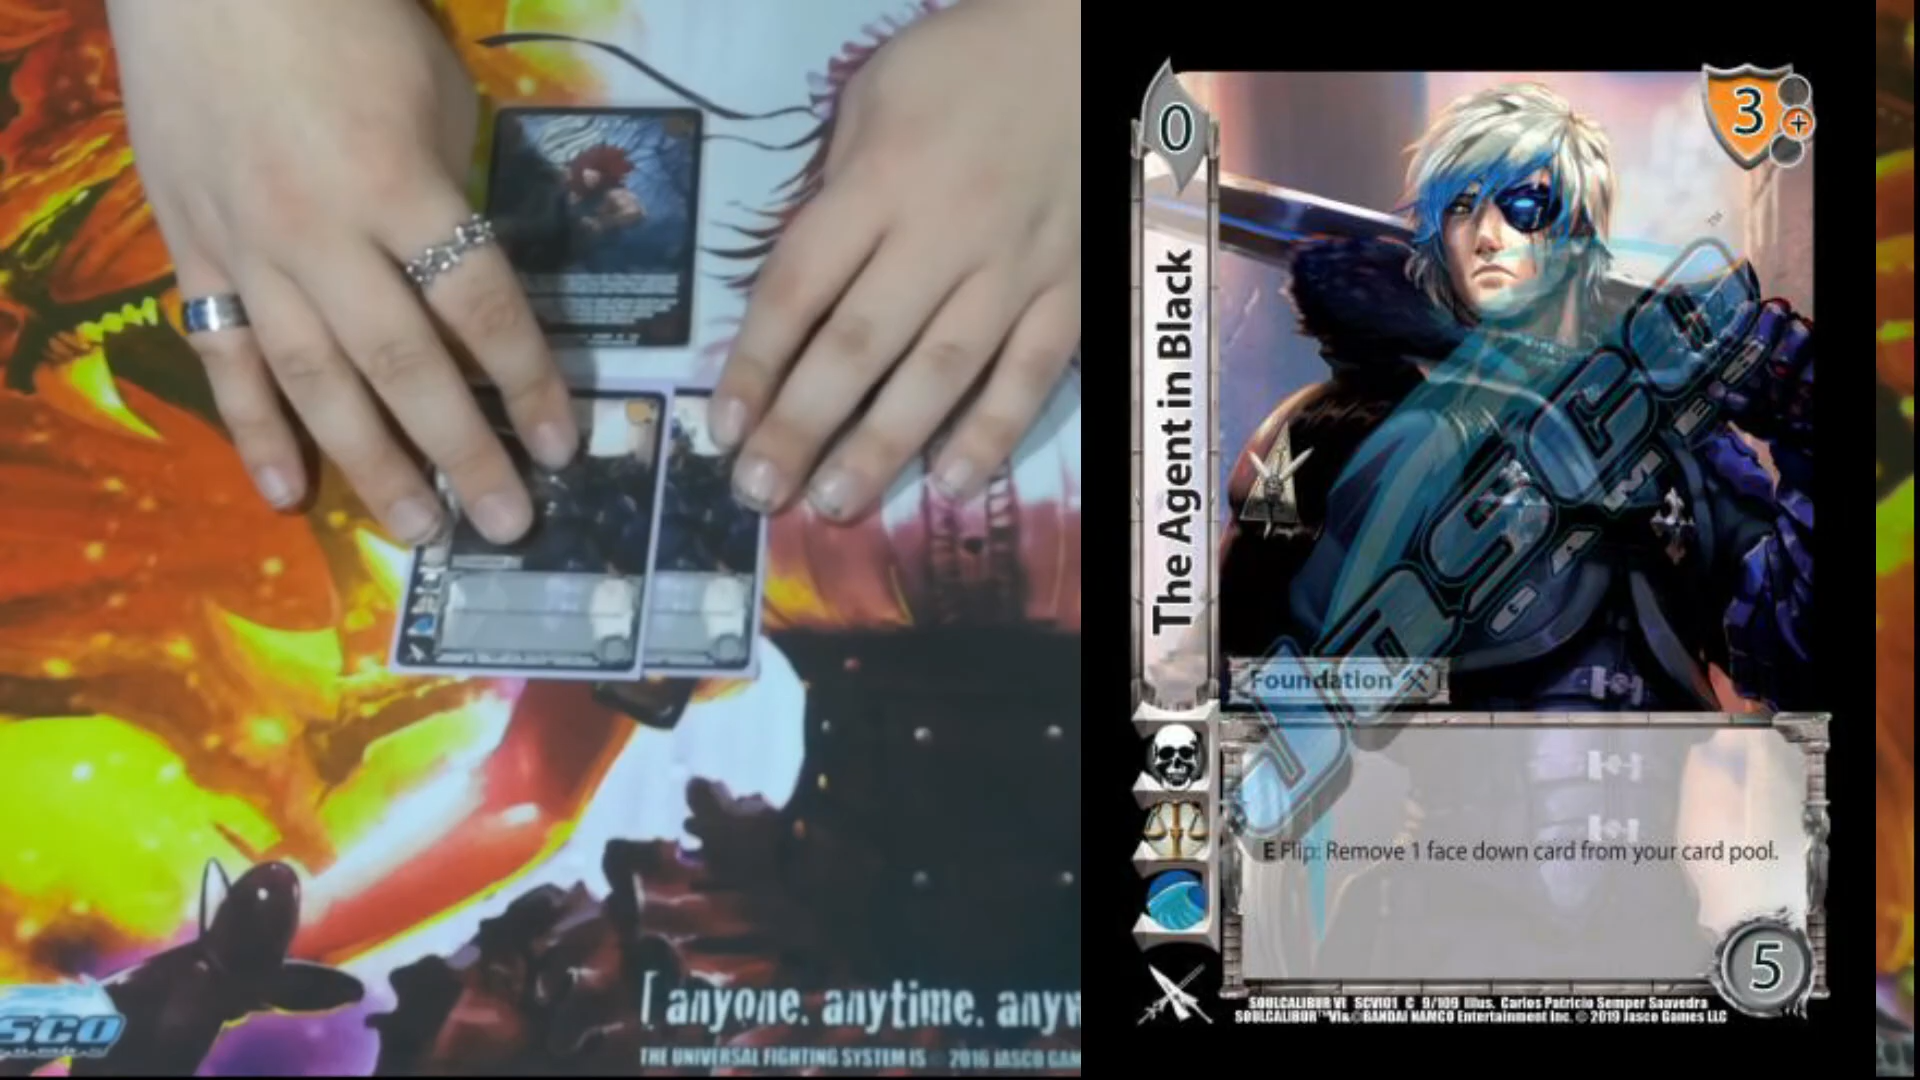 0
3
+
The Agent in Black
JASCO
GAMES
Foundation
E Flip: Remove 1 face down card from your card pool.
5
SOULCALIBUR VI SCVI01 C 9/109 Illus. Carlos Patricio Semper Saavedra
BANDAI NAMCO Entertainment Inc. © 2019 Jasco Games LLC
SCO
[ anyone. anytime. anyw
THE UNIVERSAL FIGHTING SYSTEM IS © 2016 JASCO GAM